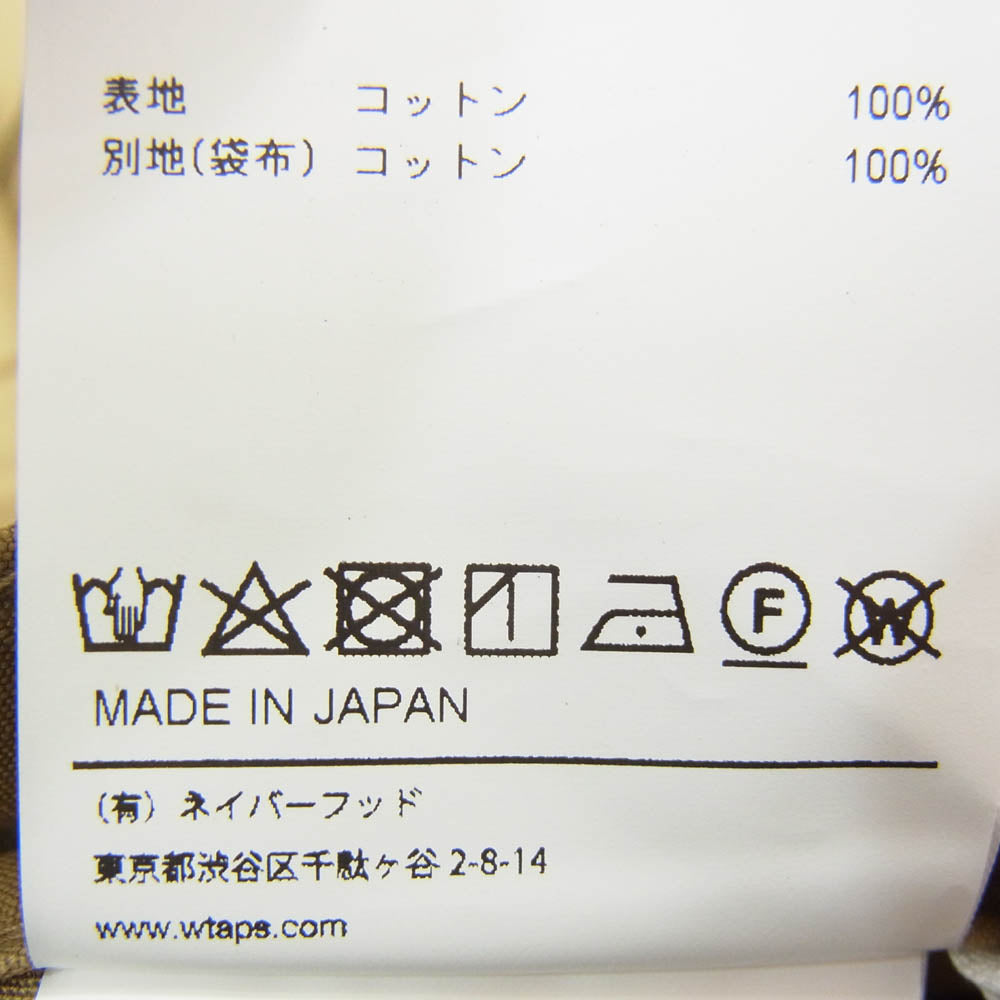 表地 コットン 100%
別地(袋布) コットン 100%
F W
MADE IN JAPAN
(有) ネイバーフッド
東京都渋谷区千駄ヶ谷 2-8-14
www.wtaps.com